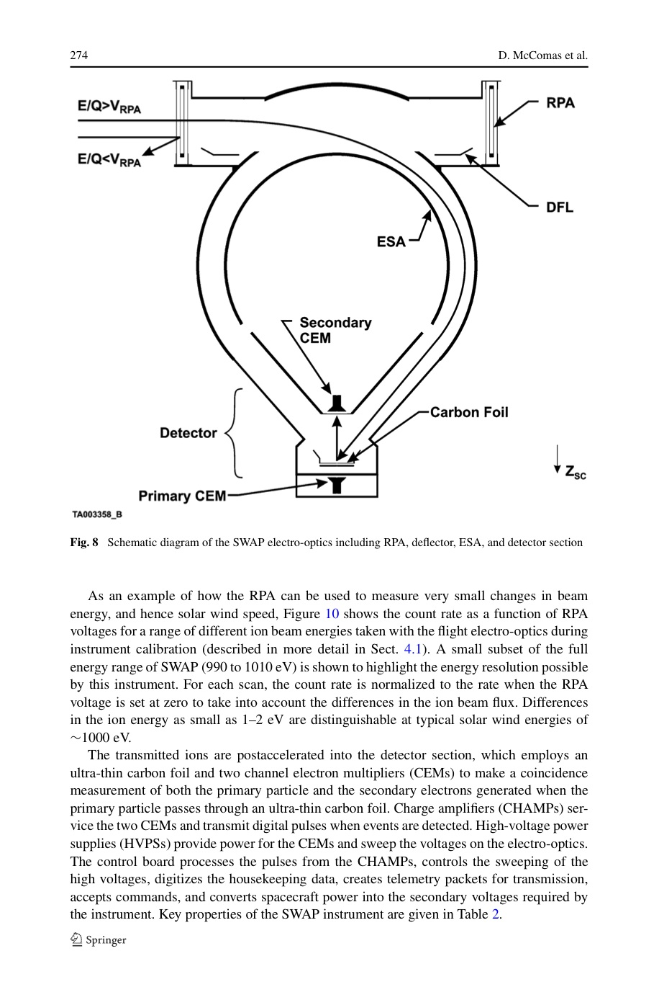 274
D. McComas et al.
E/Q>VRPA
RPA
E/Q<VRPA
DFL
ESA
Secondary
CEM
Carbon Foil
Detector
ZSC
Primary CEM
TA003358_B
Fig. 8 Schematic diagram of the SWAP electro-optics including RPA, deflector, ESA, and detector section
As an example of how the RPA can be used to measure very small changes in beam
energy, and hence solar wind speed, Figure 10 shows the count rate as a function of RPA
voltages for a range of different ion beam energies taken with the flight electro-optics during
instrument calibration (described in more detail in Sect. 4.1). A small subset of the full
energy range of SWAP (990 to 1010 eV) is shown to highlight the energy resolution possible
by this instrument. For each scan, the count rate is normalized to the rate when the RPA
voltage is set at zero to take into account the differences in the ion beam flux. Differences
in the ion energy as small as 1–2 eV are distinguishable at typical solar wind energies of
∼1000 eV.
The transmitted ions are postaccelerated into the detector section, which employs an
ultra-thin carbon foil and two channel electron multipliers (CEMs) to make a coincidence
measurement of both the primary particle and the secondary electrons generated when the
primary particle passes through an ultra-thin carbon foil. Charge amplifiers (CHAMPs) ser-
vice the two CEMs and transmit digital pulses when events are detected. High-voltage power
supplies (HVPSs) provide power for the CEMs and sweep the voltages on the electro-optics.
The control board processes the pulses from the CHAMPs, controls the sweeping of the
high voltages, digitizes the housekeeping data, creates telemetry packets for transmission,
accepts commands, and converts spacecraft power into the secondary voltages required by
the instrument. Key properties of the SWAP instrument are given in Table 2.
Springer